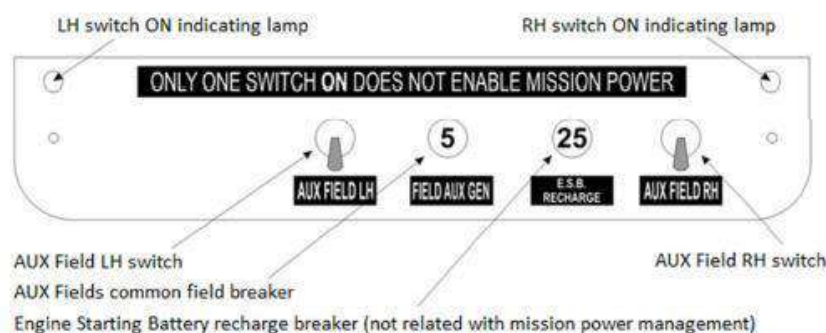 LH switch ON indicating lamp
RH switch ON indicating lamp
ONLY ONE SWITCH ON DOES NOT ENABLE MISSION POWER
5
25
AUX FIELD LH
FIELD AUX GEN
E.S.B.
RECHARGE
AUX FIELD RH
AUX Field LH switch
AUX Field RH switch
AUX Fields common field breaker
Engine Starting Battery recharge breaker (not related with mission power management)